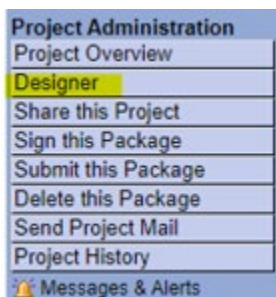 Project Administration
Project Overview
Designer
Share this Project
Sign this Package
Submit this Package
Delete this Package
Send Project Mail
Project History
Messages & Alerts